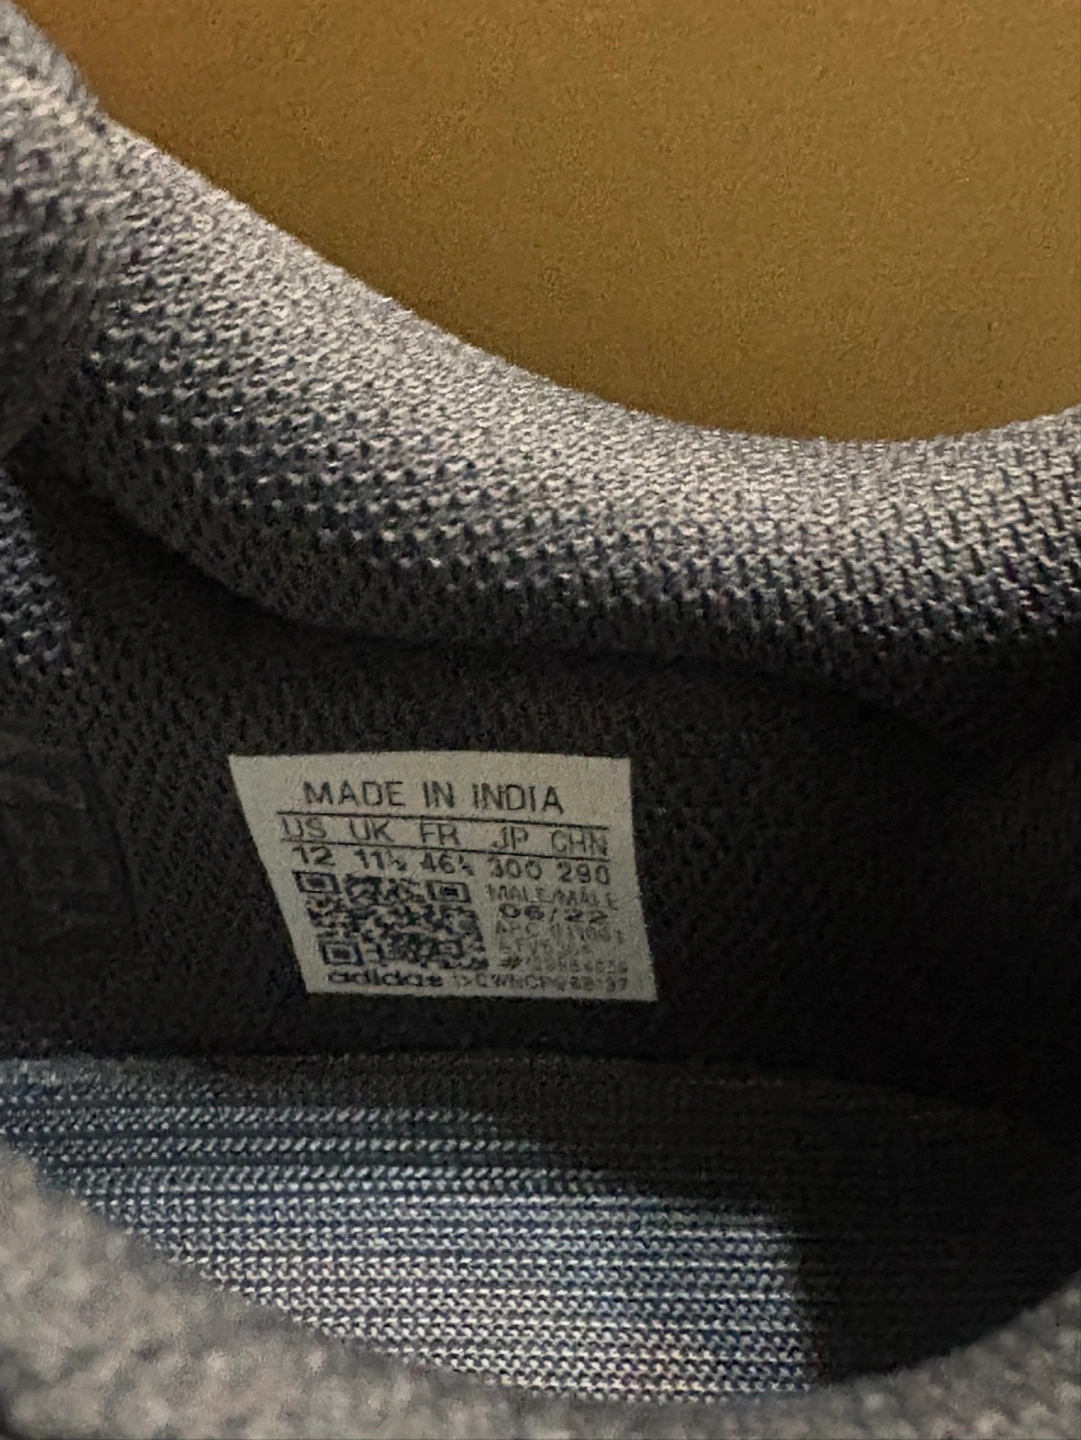 MADE IN INDIA
US UK FR JP CHN
12 11½ 46⅔ 300 290
MALE/MALE
06/22
adidas